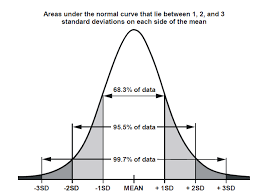 Areas under the normal curve that lie between 1, 2, and 3
standard deviations on each side of the mean
68.3% of data
95.5% of data
99.7% of data
-3SD -2SD -1SD MEAN + 1SD + 2SD + 3SD